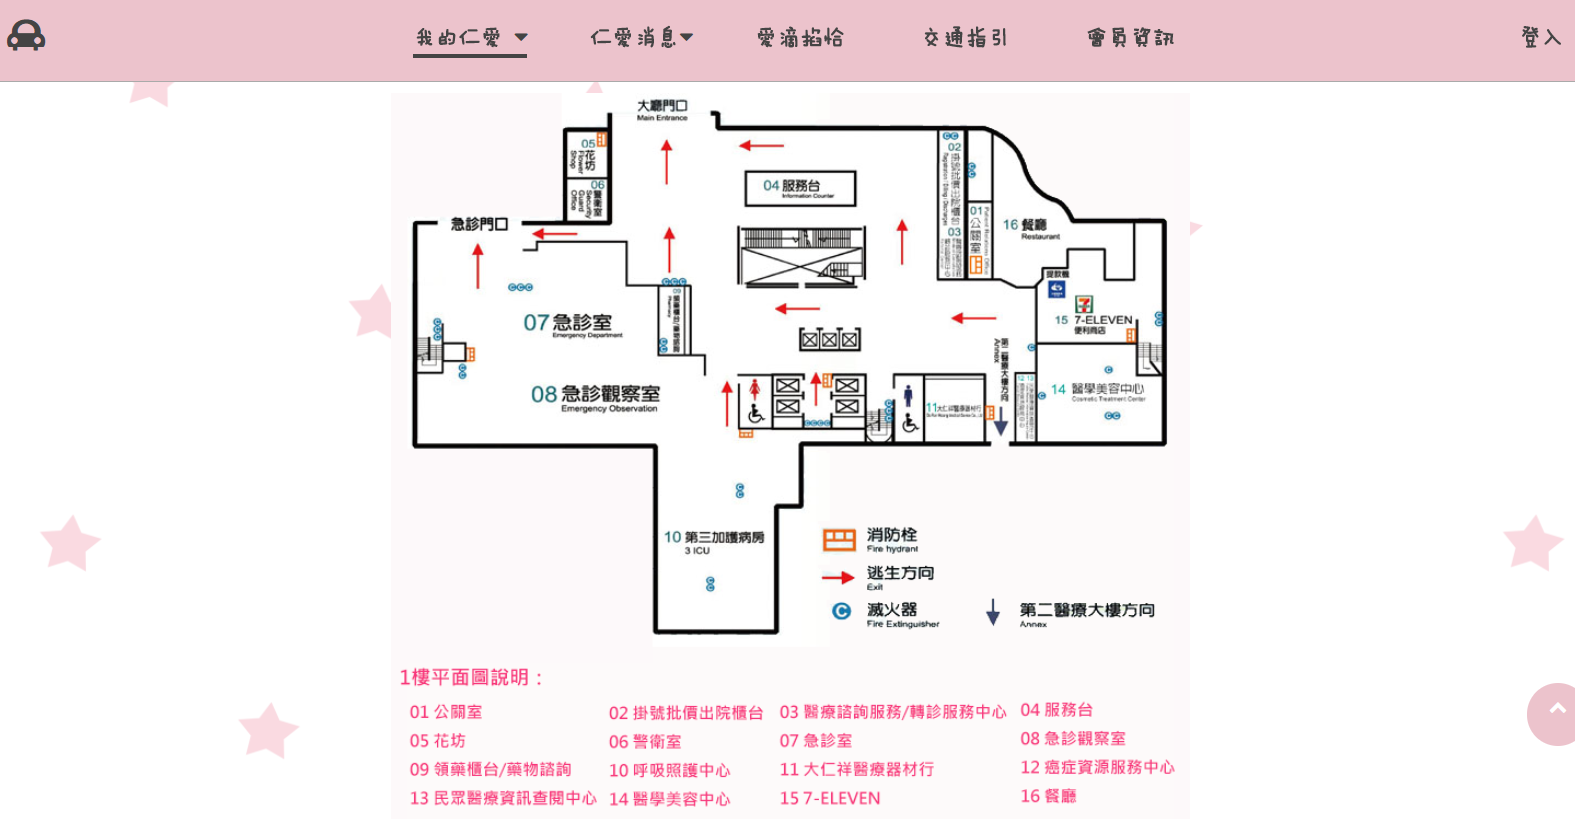 我的仁愛
仁愛消息
愛滴掐恰
交通指引
會員資訊
登入
大廳門口
Main Entrance
05
花坊
Flower Shop
06
警衛室
Security Guard Office
急診門口
04 服務台
Information Counter
02
掛號批價出院櫃台
03
01
公關室
16 餐廳
Restaurant
提款機
15 7-ELEVEN
便利商店
07 急診室
Emergency Department
09
領藥櫃台/藥物諮詢
Pharmacy
08 急診觀察室
Emergency Observation
第二醫療大樓方向
Annex
11 大仁祥醫療器材行
12 13
14 醫學美容中心
Cosmetic Treatment Center
10 第三加護病房
3 ICU
消防栓
Fire hydrant
逃生方向
Exit
滅火器
Fire Extinguisher
第二醫療大樓方向
Annex
1樓平面圖說明：
01 公關室 02 掛號批價出院櫃台 03 醫療諮詢服務/轉診服務中心 04 服務台
05 花坊 06 警衛室 07 急診室 08 急診觀察室
09 領藥櫃台/藥物諮詢 10 呼吸照護中心 11 大仁祥醫療器材行 12 癌症資源服務中心
13 民眾醫療資訊查閱中心 14 醫學美容中心 15 7-ELEVEN 16 餐廳